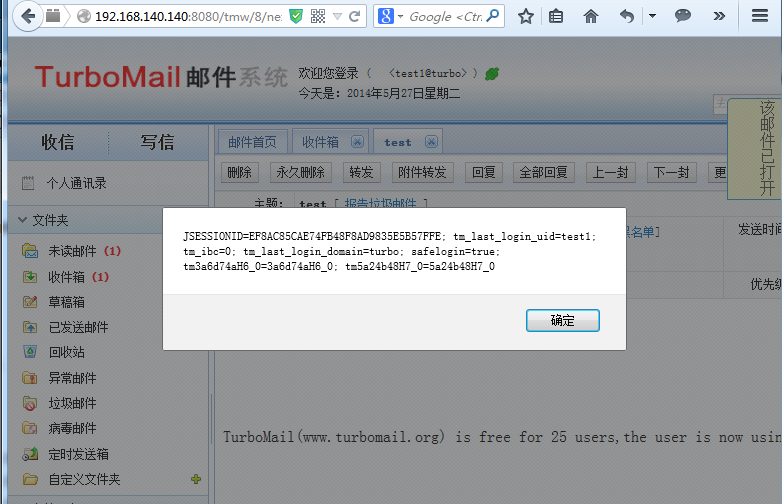 192.168.140.140:8080/tmw/8/ne
Google <Ctr
TurboMail 邮件系统
欢迎您登录 ( <test1@turbo> )
今天是: 2014年5月27日星期二
收信 写信
邮件首页 收件箱 test
该邮件已打开
个人通讯录
删除 永久删除 转发 附件转发 回复 全部回复 上一封 下一封 更
文件夹
主题: test [ 报告垃圾邮件 ]
黑名单]
发送时间
优先级
JSESSIONID=EF8AC85CAE74FB48F8AD9835E5B57FFE; tm_last_login_uid=test1;
tm_ibc=0; tm_last_login_domain=turbo; safelogin=true;
tm3a6d74aH6_0=3a6d74aH6_0; tm5a24b48H7_0=5a24b48H7_0
确定
未读邮件 (1)
收件箱 (1)
草稿箱
已发送邮件
回收站
异常邮件
垃圾邮件
病毒邮件
定时发送箱
自定义文件夹
TurboMail(www.turbomail.org) is free for 25 users,the user is now usin